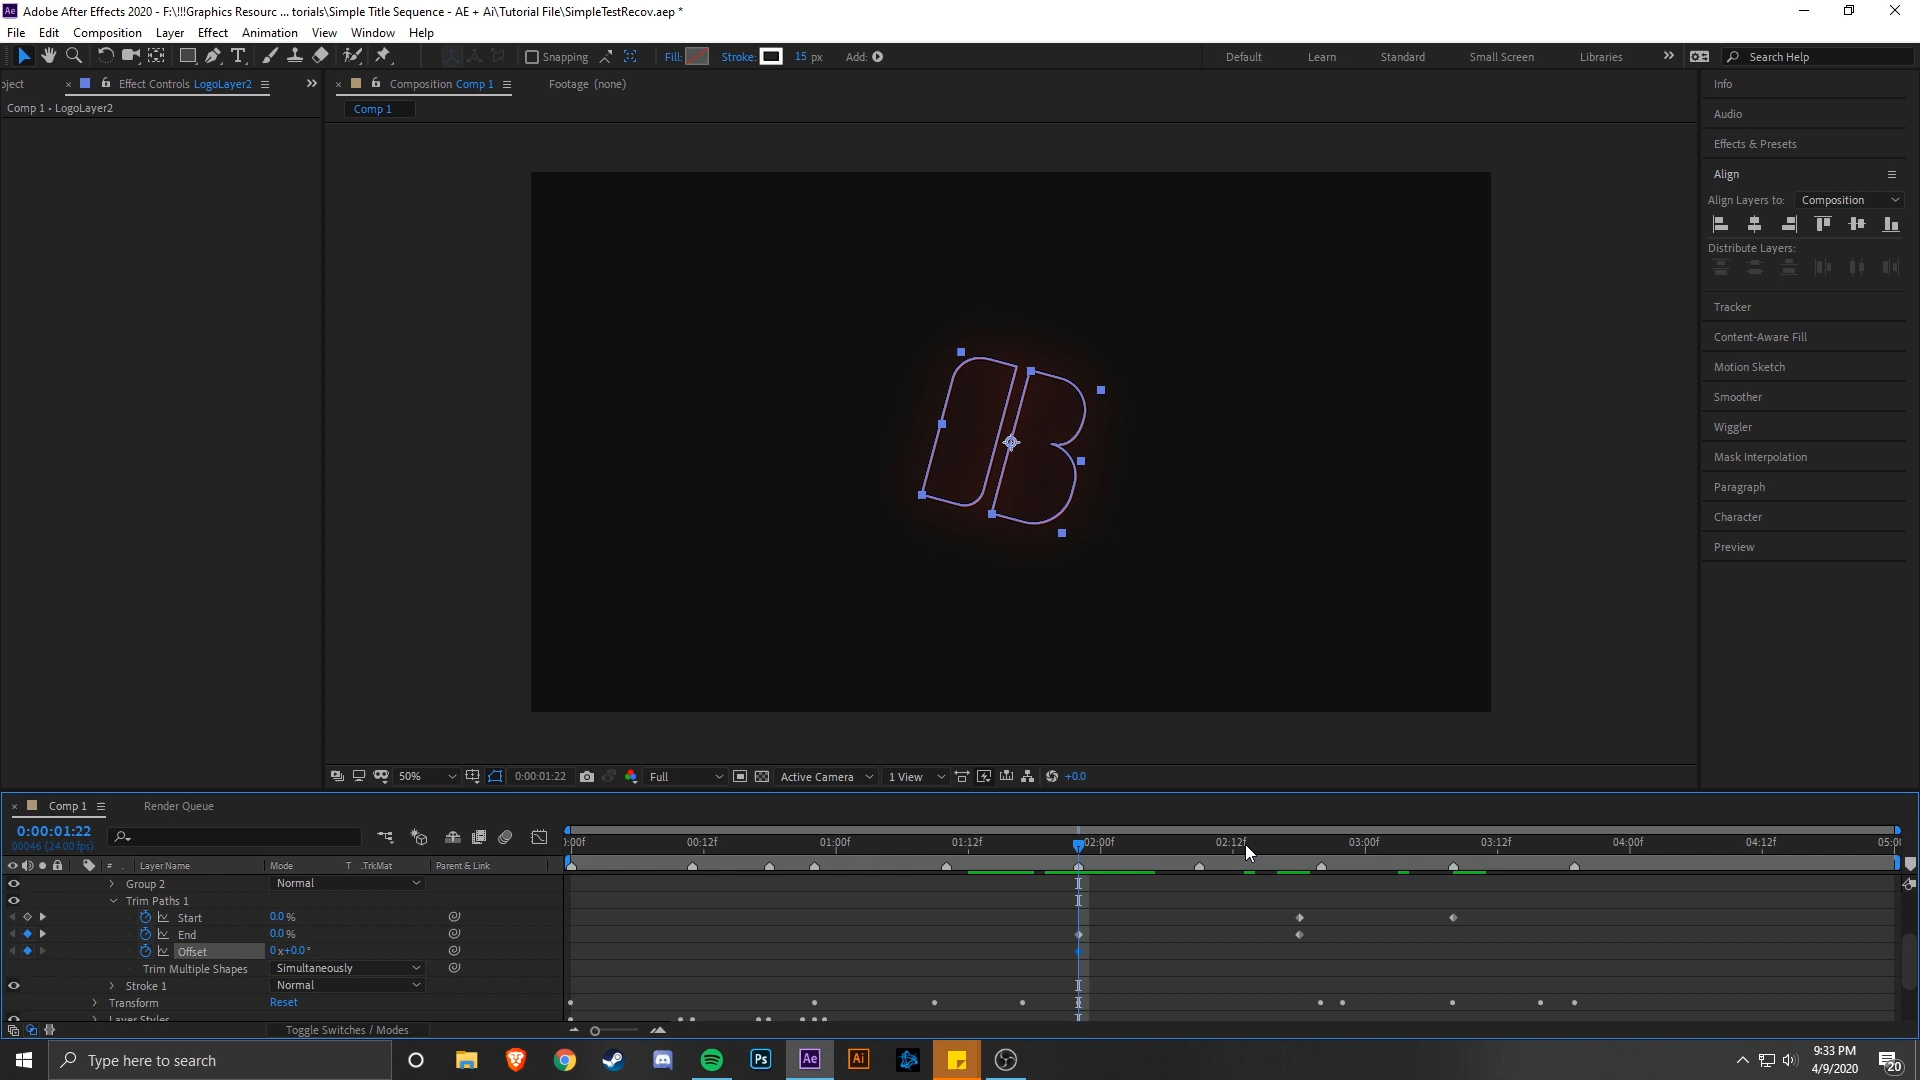 Ae Adobe After Effects 2020 - F:\!!!Graphics Resourc ... torials\Simple Title Sequence - AE + Ai\Tutorial File\SimpleTestRecov.aep *
File Edit Composition Layer Effect Animation View Window Help
Snapping Fill: Stroke: 15 px Add: Default Learn Standard Small Screen Libraries Search Help
oject Effect Controls LogoLayer2 Composition Comp 1 Footage (none) Info
Comp 1 • LogoLayer2 Comp 1
Audio
Effects & Presets
Align
Align Layers to: Composition
Distribute Layers:
Tracker
Content-Aware Fill
Motion Sketch
Smoother
Wiggler
Mask Interpolation
Paragraph
Character
Preview
B
50% 0:00:01:22 Full Active Camera 1 View +0.0
Comp 1 Render Queue
0:00:01:22
00046 (24.00 fps)
:00f 00:12f 01:00f 01:12f 02:00f 02:12f 03:00f 03:12f 04:00f 04:12f 05:0
# Layer Name Mode T .TrkMat Parent & Link
Group 2 Normal
Trim Paths 1
Start 0.0 %
End 0.0 %
Offset 0x+0.0°
Trim Multiple Shapes Simultaneously
Stroke 1 Normal
Transform Reset
Layer Styles
Toggle Switches / Modes
Type here to search Ps Ae Ai 9:33 PM
4/9/2020 20